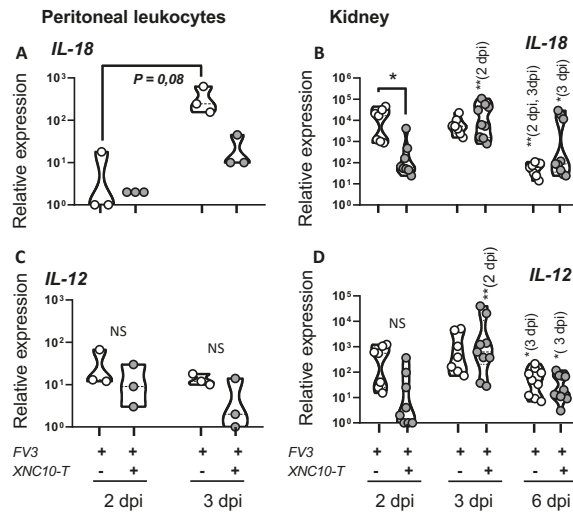 Peritoneal leukocytes
Kidney
A
IL-18
P = 0,08
Relative expression
10³
10²
10¹
10⁰
B
IL-18
*
**(2 dpi)
**(2 dpi, 3dpi)
*(3 dpi)
Relative expression
10⁶
10⁵
10⁴
10³
10²
10¹
10⁰
C
IL-12
NS
NS
Relative expression
10³
10²
10¹
10⁰
D
IL-12
NS
**(2 dpi)
*(3 dpi)
*( 3 dpi)
Relative expression
10⁵
10⁴
10³
10²
10¹
10⁰
FV3 + + + +
XNC10-T - + - +
2 dpi 3 dpi
FV3 + + + + + +
XNC10-T - + - + - +
2 dpi 3 dpi 6 dpi